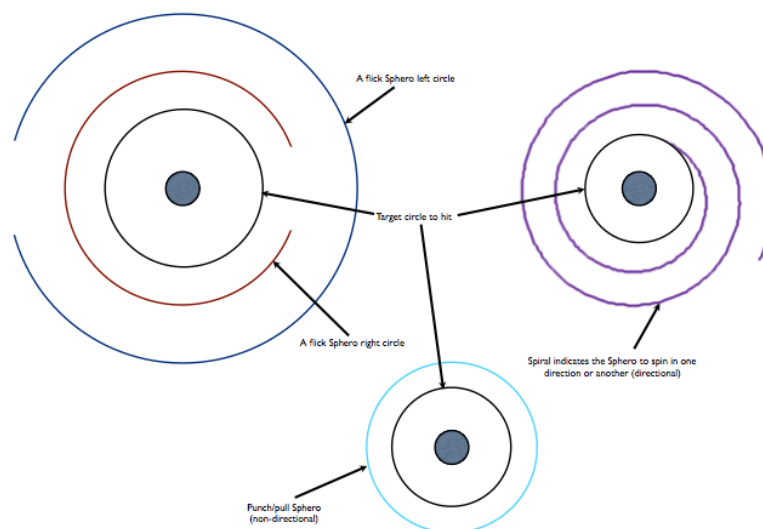 A flick Sphero left circle
Target circle to hit
A flick Sphero right circle
Spiral indicates the Sphero to spin in one
direction or another (directional)
Punch/pull Sphero
(non-directional)